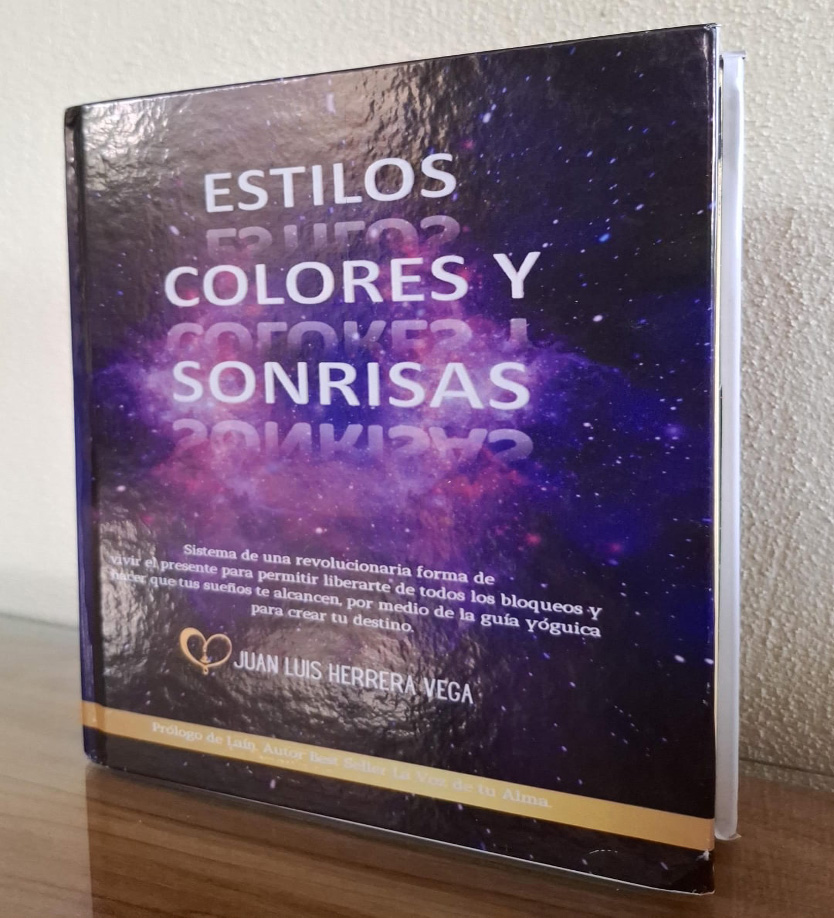 ESTILOS
COLORES Y
SONRISAS
Sistema de una revolucionaria forma de
vivir el presente para permitir liberarte de todos los bloqueos Y
hacer que tus sueños te alcancen, por medio de la guía yóguica
para crear tu destino.
JUAN LUIS HERRERA VEGA
Prólogo de Laín. Autor Best Seller La Voz de tu Alma.